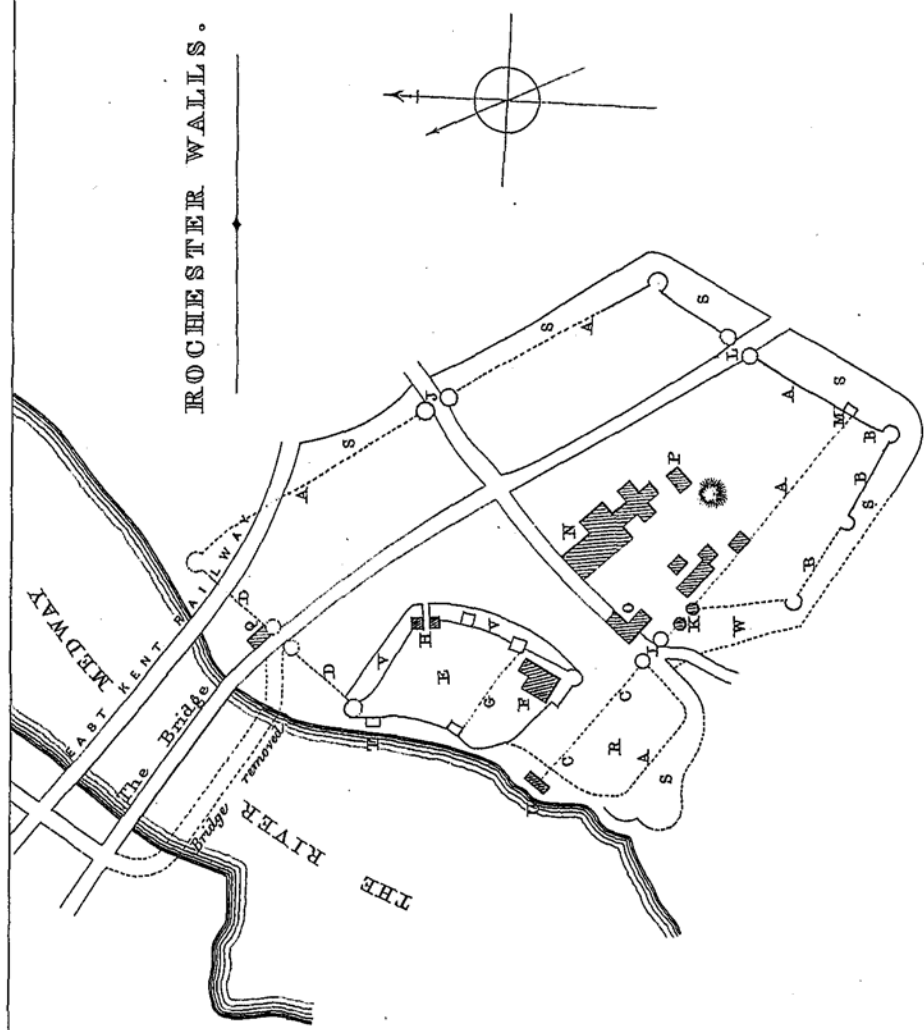 ROCHESTER WALLS.
EAST KENT RAILWAY
MEDWAY
The Bridge
Bridge removed
THE RIVER
A
S
J
S
A
S
L
A
S
M
B
B
S
B
A
P
N
O
K
I
W
D
Q
D
V
H
V
E
G
F
T
C
C
R
A
S